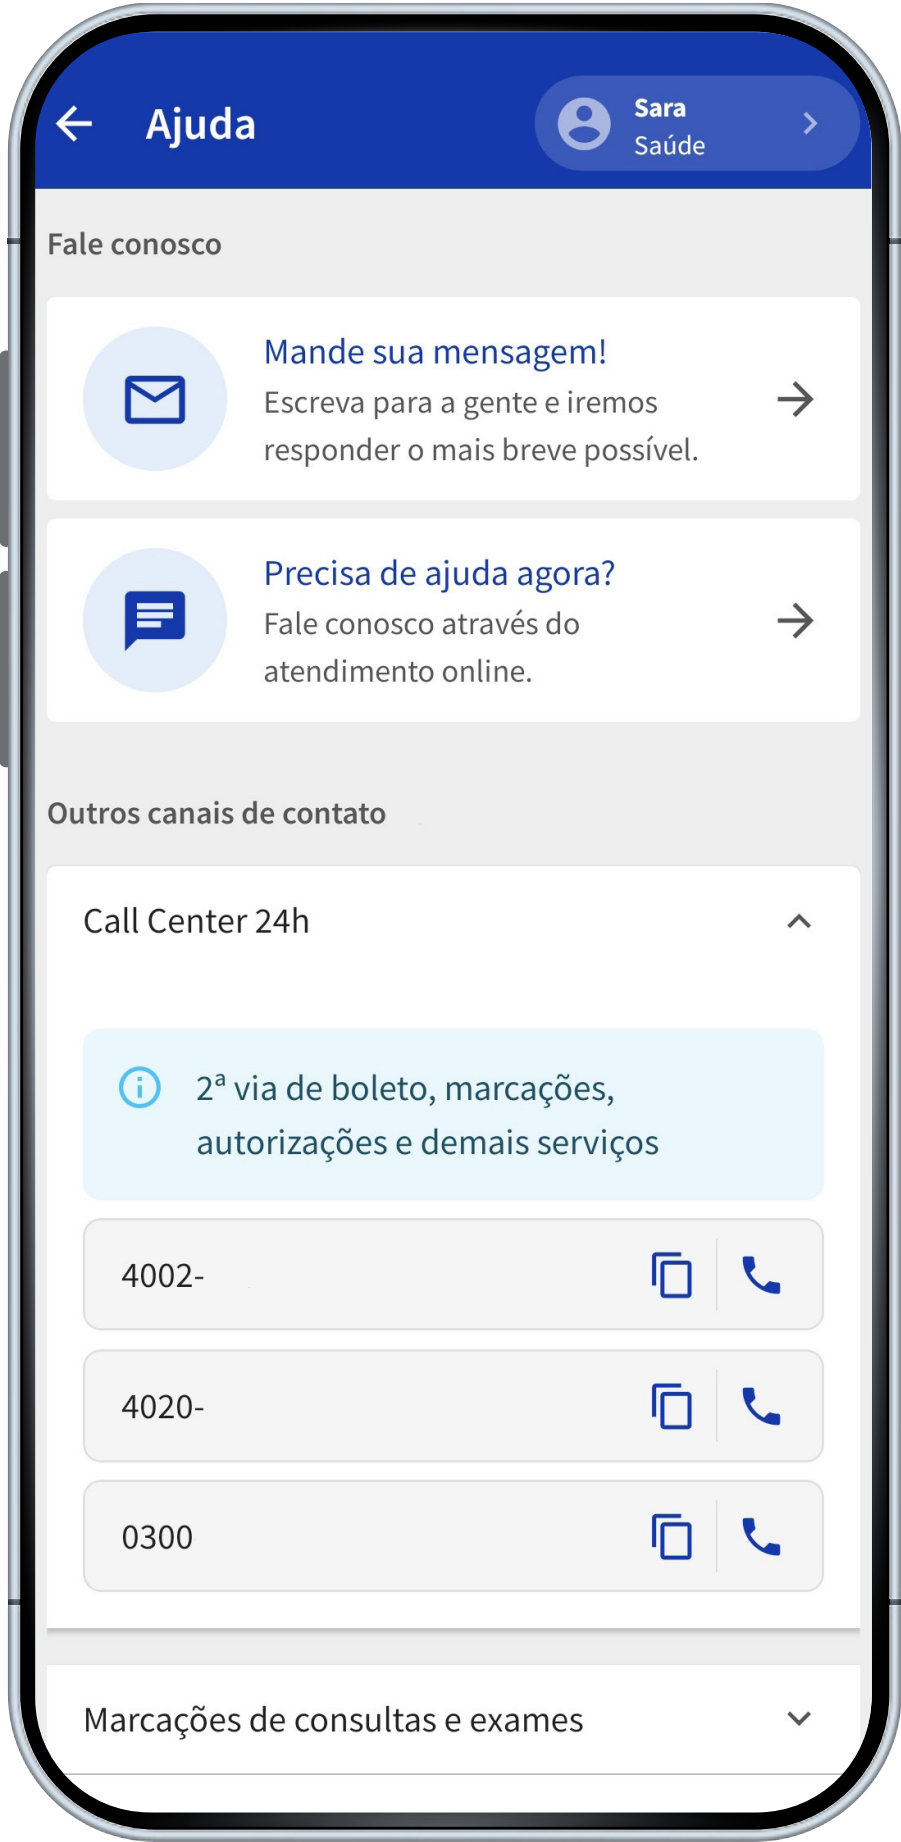 Ajuda
Sara
Saúde
Fale conosco
Mande sua mensagem!
Escreva para a gente e iremos
responder o mais breve possível.
Precisa de ajuda agora?
Fale conosco através do
atendimento online.
Outros canais de contato
Call Center 24h
2ª via de boleto, marcações,
autorizações e demais serviços
4002-
4020-
0300
Marcações de consultas e exames